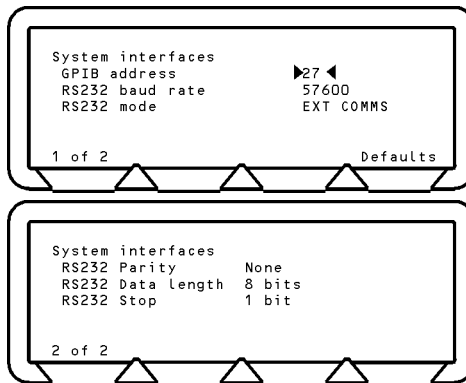 System interfaces
GPIB address 27
RS232 baud rate 57600
RS232 mode EXT COMMS
1 of 2 Defaults
System interfaces
RS232 Parity None
RS232 Data length 8 bits
RS232 Stop 1 bit
2 of 2